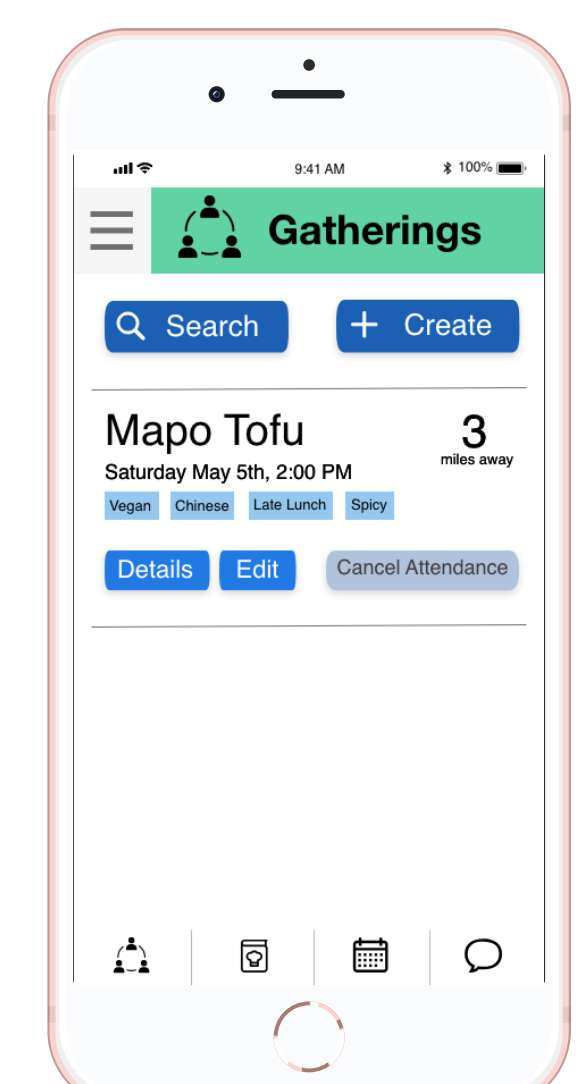 9:41 AM 100%
Gatherings
Search Create
Mapo Tofu 3
Saturday May 5th, 2:00 PM miles away
Vegan Chinese Late Lunch Spicy
Details Edit Cancel Attendance